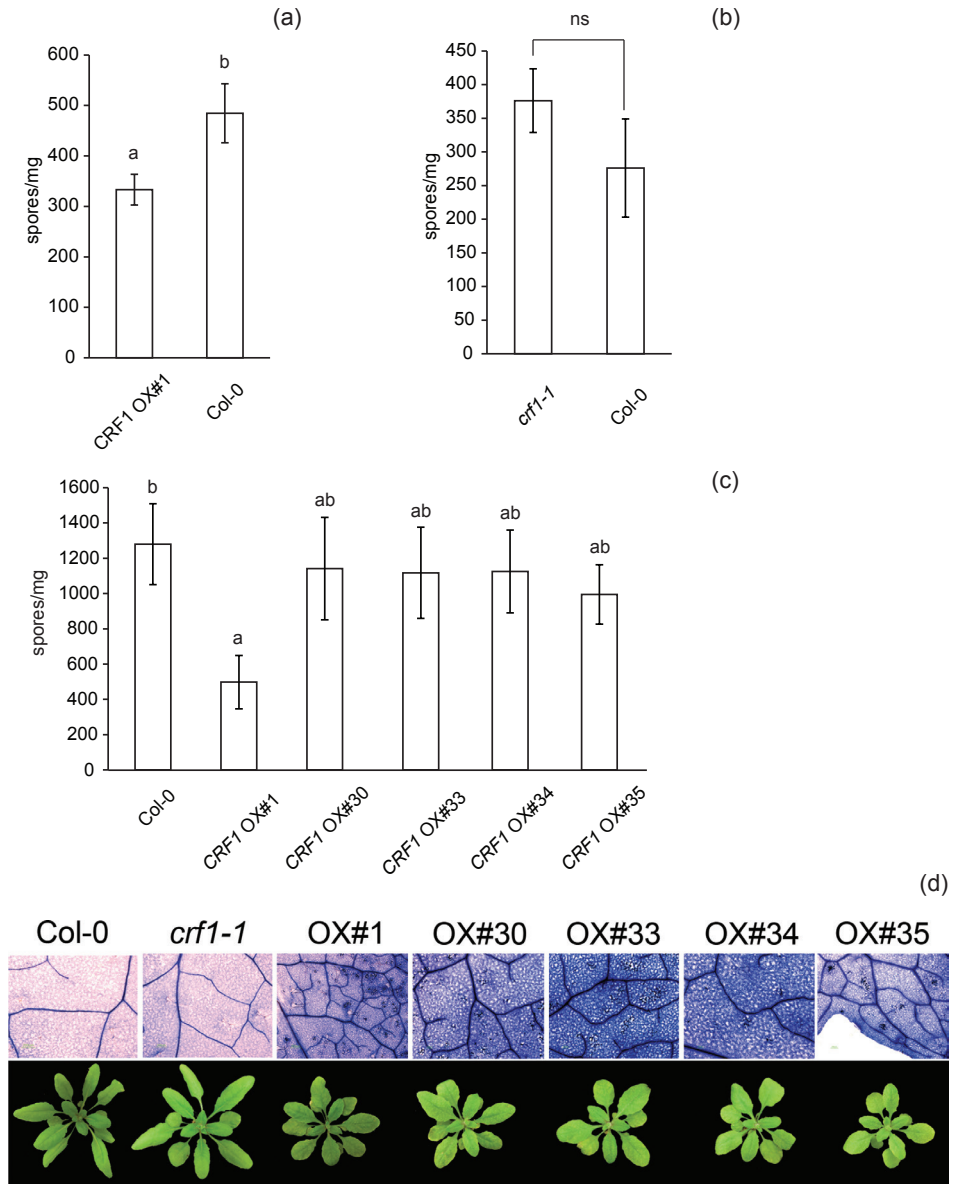 (a)
600
500
400
300
200
100
0
spores/mg
a
b
CRF1 OX#1
Col-0
(b)
ns
450
400
350
300
250
200
150
100
50
0
spores/mg
crf1-1
Col-0
(c)
1600
1400
1200
1000
800
600
400
200
0
spores/mg
b
a
ab
ab
ab
ab
Col-0
CRF1 OX#1
CRF1 OX#30
CRF1 OX#33
CRF1 OX#34
CRF1 OX#35
(d)
Col-0 crf1-1 OX#1 OX#30 OX#33 OX#34 OX#35